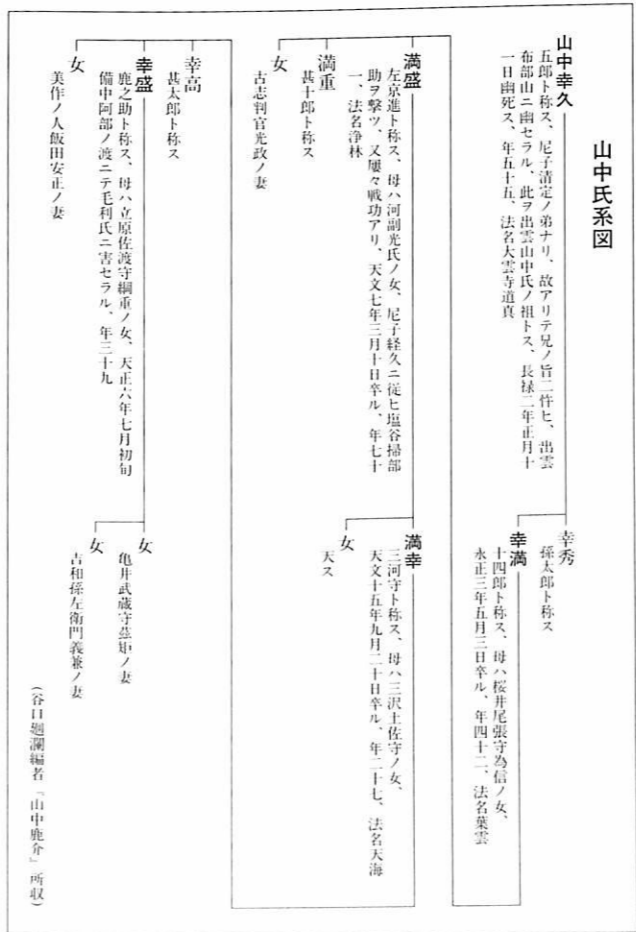 山中氏系図
山中幸久
五郎ト称ス、尼子清定ノ弟ナリ、故アリテ兄ノ旨二忤ヒ、出雲
布部山ニ幽セラル、此ヲ出雲山中氏ノ祖トス、長禄二年正月十
一日幽死ス、年五十五、法名大雲寺道真
幸秀
孫太郎ト称ス
幸満
十四郎ト称ス、母ハ桜井尾張守為信ノ女、
永正三年五月三日卒ル、年四十二、法名葉雲
満盛
左京進ト称ス、母ハ河副光氏ノ女、尼子経久ニ従ヒ塩谷掃部
助ヲ撃ツ、又屢々戦功アリ、天文七年三月十日卒ル、年七十
一、法名浄林
満重
甚十郎ト称ス
女
古志判官光政ノ妻
満幸
三河守ト称ス、母ハ三沢土佐守ノ女、
天文十五年九月二十日卒ル、年二十七、法名天海
女
夭ス
幸高
甚太郎ト称ス
幸盛
鹿之助ト称ス、母ハ立原佐渡守綱重ノ女、天正六年七月初旬
備中阿部ノ渡ニテ毛利氏ニ害セラル、年三十九
女
美作ノ人飯田安正ノ妻
女
亀井武蔵守玆矩ノ妻
女
吉和孫左衛門義兼ノ妻
（谷口廻瀾編者「山中鹿介」所収）